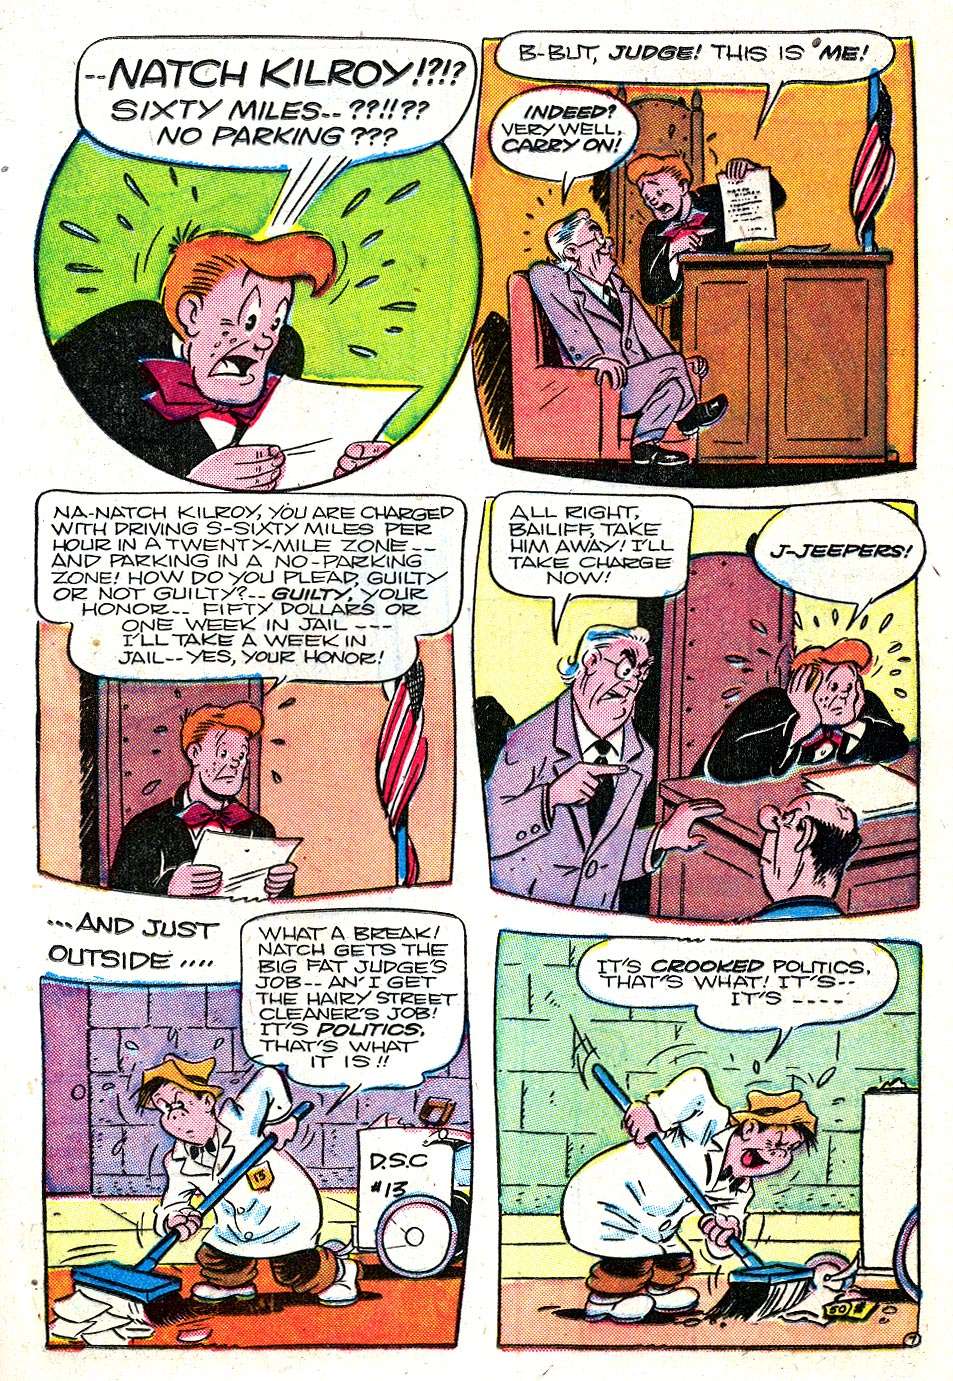 --NATCH KILROY!?!?
SIXTY MILES--??!!??
NO PARKING???
B-BUT, JUDGE! THIS IS ME!
INDEED?
VERY WELL,
CARRY ON!
NA-NATCH KILROY, YOU ARE CHARGED
WITH DRIVING S-SIXTY MILES PER
HOUR IN A TWENTY-MILE ZONE--
AND PARKING IN A NO-PARKING
ZONE! HOW DO YOU PLEAD, GUILTY
OR NOT GUILTY?-- GUILTY, YOUR
HONOR-- FIFTY DOLLARS OR
ONE WEEK IN JAIL ---
I'LL TAKE A WEEK IN
JAIL--YES, YOUR HONOR!
ALL RIGHT,
BAILIFF, TAKE
HIM AWAY! I'LL
TAKE CHARGE
NOW!
J-JEEPERS!
...AND JUST
OUTSIDE....
WHAT A BREAK!
NATCH GETS THE
BIG FAT JUDGE'S
JOB-- AN' I GET
THE HAIRY STREET
CLEANER'S JOB!
IT'S POLITICS,
THAT'S WHAT
IT IS!!
13
D.S.C
#13
IT'S CROOKED POLITICS,
THAT'S WHAT! IT'S--
IT'S ----
7